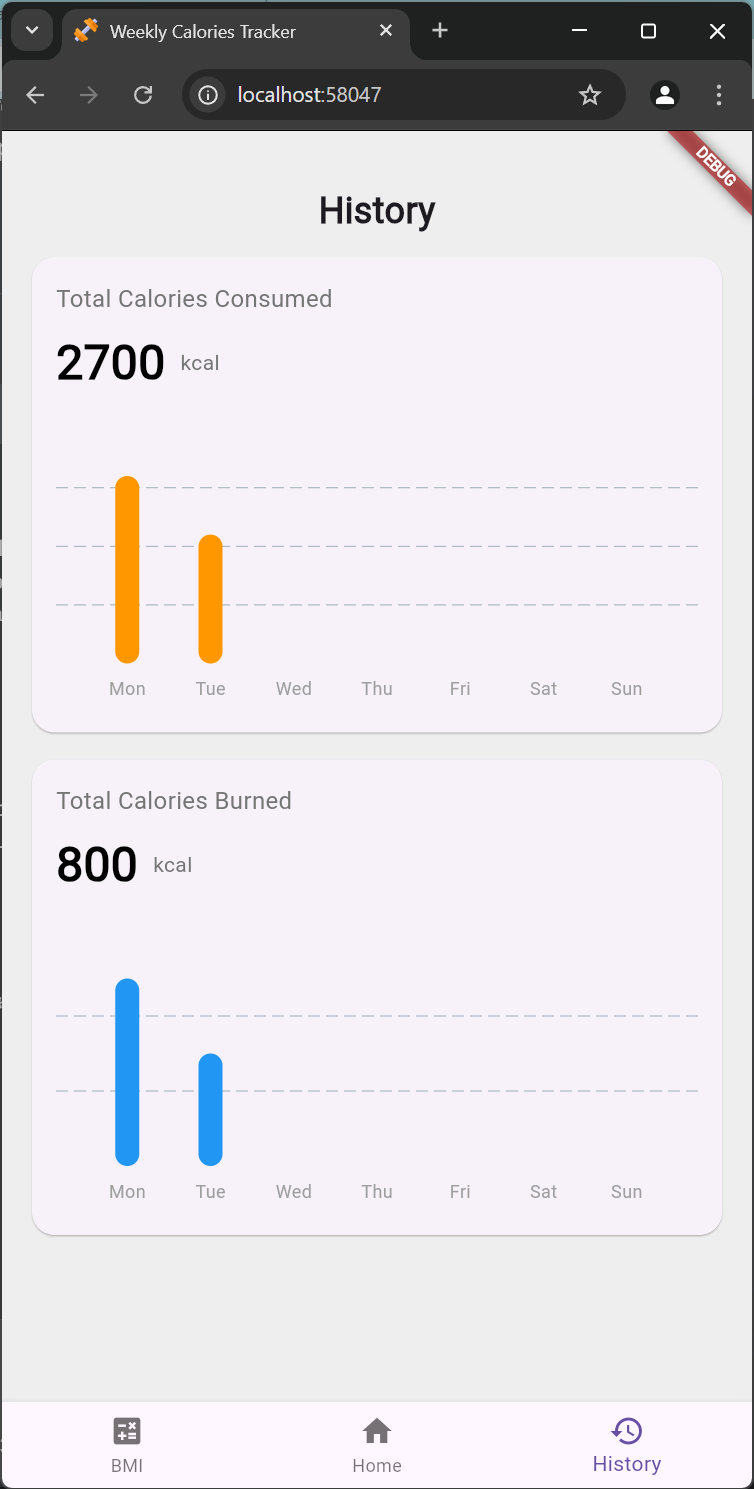 Weekly Calories Tracker
localhost:58047
DEBUG
History
Total Calories Consumed
2700 kcal
Mon Tue Wed Thu Fri Sat Sun
Total Calories Burned
800 kcal
Mon Tue Wed Thu Fri Sat Sun
BMI Home History